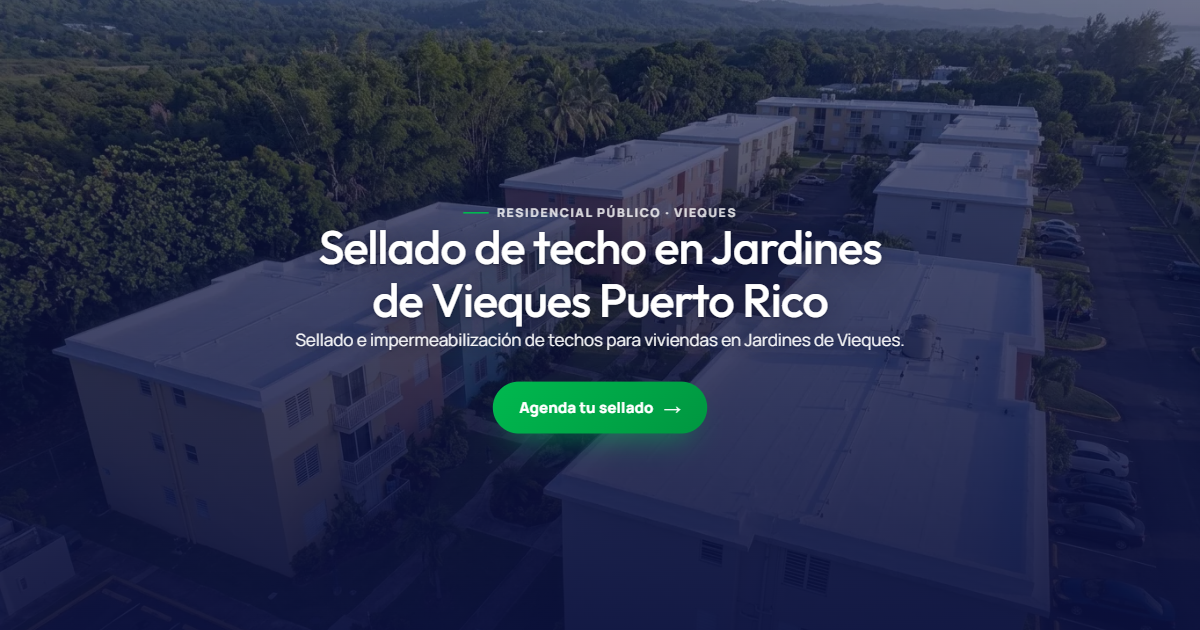 RESIDENCIAL PÚBLICO · VIEQUES
Sellado de techo en Jardines
de Vieques Puerto Rico
Sellado e impermeabilización de techos para viviendas en Jardines de Vieques.
Agenda tu sellado →